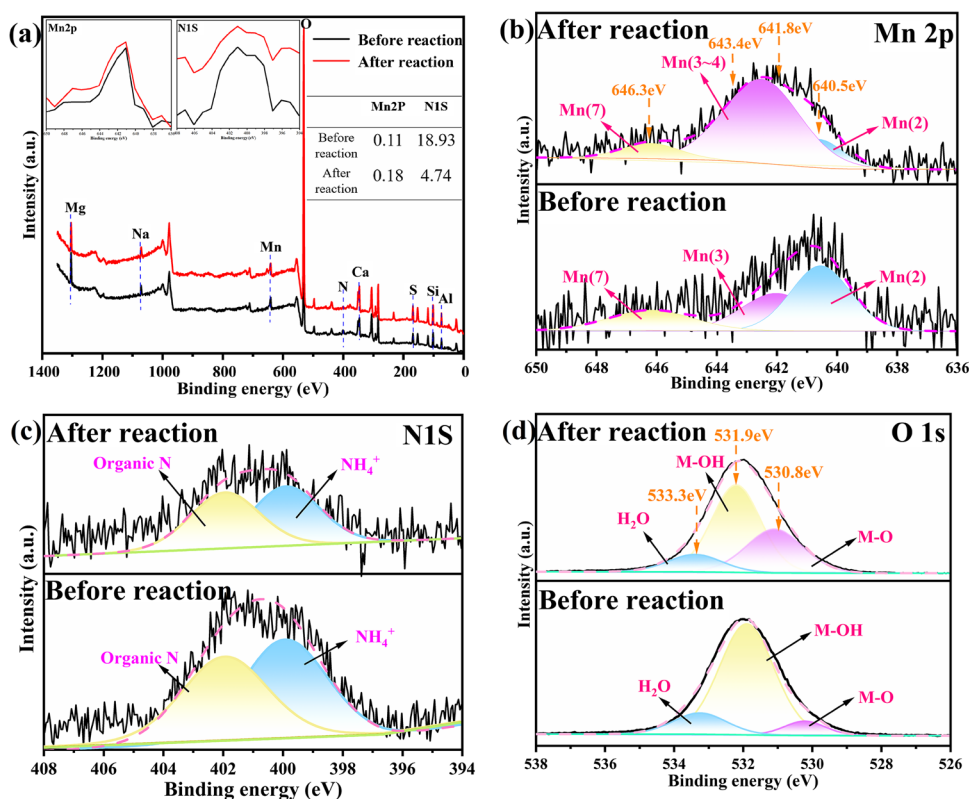 (a)
Mn2p
N1S
O
Before reaction
After reaction
Mn2P N1S
Before reaction 0.11 18.93
After reaction 0.18 4.74
Mg
Na
Mn
N
Ca
S
Si
Al
Intensity (a.u.)
1400 1200 1000 800 600 400 200 0
Binding energy (eV)
(b)
After reaction
Mn 2p
643.4eV
641.8eV
Mn(3~4)
646.3eV
640.5eV
Mn(7)
Mn(2)
Before reaction
Mn(7)
Mn(3)
Mn(2)
Intensity (a.u.)
650 648 646 644 642 640 638 636
Binding energy (eV)
(c)
After reaction
N1S
Organic N
NH₄⁺
Before reaction
Organic N
NH₄⁺
Intensity (a.u.)
408 406 404 402 400 398 396 394
Binding energy (eV)
(d)
After reaction
O 1s
531.9eV
M-OH
530.8eV
533.3eV
H₂O
M-O
Before reaction
M-OH
H₂O
M-O
Intensity (a.u.)
538 536 534 532 530 528 526
Binding energy (eV)